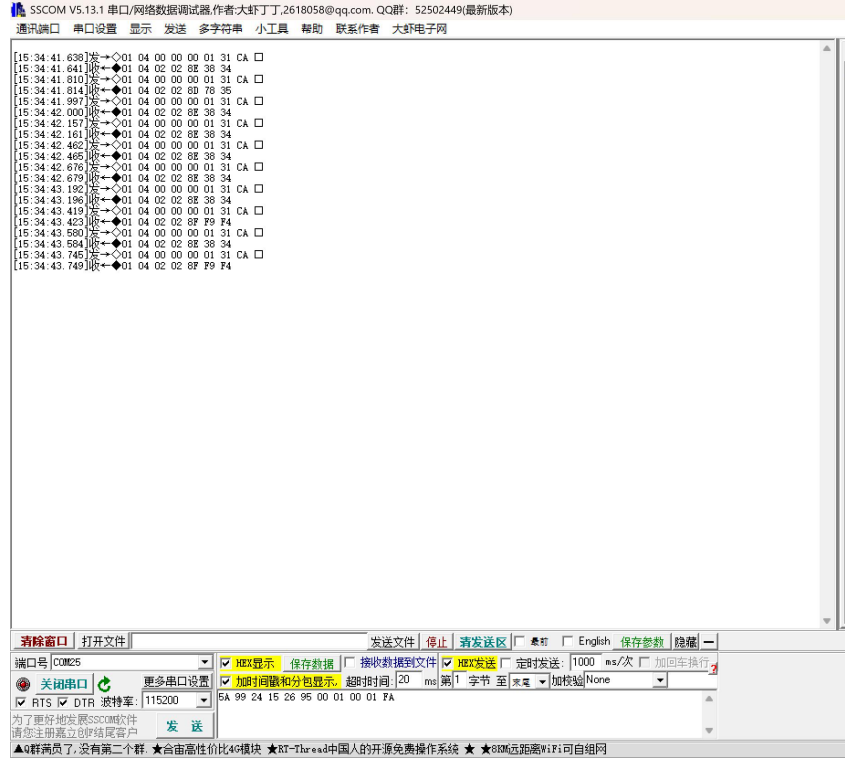 SSCOM V5.13.1 串口/网络数据调试器,作者:大虾丁丁,2618058@qq.com. QQ群: 52502449(最新版本)
通讯端口 串口设置 显示 发送 多字符串 小工具 帮助 联系作者 大虾电子网
[15:34:41.638]发→◇01 04 00 00 00 01 31 CA □
[15:34:41.641]收←◆01 04 02 02 8E 38 34
[15:34:41.810]发→◇01 04 00 00 00 01 31 CA □
[15:34:41.814]收←◆01 04 02 02 8D 78 35
[15:34:41.997]发→◇01 04 00 00 00 01 31 CA □
[15:34:42.000]收←◆01 04 02 02 8E 38 34
[15:34:42.157]发→◇01 04 00 00 00 01 31 CA □
[15:34:42.161]收←◆01 04 02 02 8E 38 34
[15:34:42.462]发→◇01 04 00 00 00 01 31 CA □
[15:34:42.465]收←◆01 04 02 02 8E 38 34
[15:34:42.676]发→◇01 04 00 00 00 01 31 CA □
[15:34:42.679]收←◆01 04 02 02 8E 38 34
[15:34:43.192]发→◇01 04 00 00 00 01 31 CA □
[15:34:43.196]收←◆01 04 02 02 8E 38 34
[15:34:43.419]发→◇01 04 00 00 00 01 31 CA □
[15:34:43.423]收←◆01 04 02 02 8F F9 F4
[15:34:43.580]发→◇01 04 00 00 00 01 31 CA □
[15:34:43.584]收←◆01 04 02 02 8E 38 34
[15:34:43.745]发→◇01 04 00 00 00 01 31 CA □
[15:34:43.749]收←◆01 04 02 02 8F F9 F4
清除窗口 打开文件 发送文件 停止 清发送区 最前 English 保存参数 隐藏
端口号 COM25 HEX显示 保存数据 接收数据到文件 HEX发送 定时发送: 1000 ms/次 加回车换行
关闭串口 更多串口设置 加时间戳和分包显示, 超时时间: 20 ms 第1 字节 至 末尾 加校验 None
RTS DTR 波特率: 115200 5A 99 24 15 26 95 00 01 00 01 FA
为了更好地发展SSCOM软件
请您注册嘉立创F结尾客户
发 送
▲Q群满员了,没有第二个群. ★合宙高性价比4G模块 ★RT-Thread中国人的开源免费操作系统 ★ ★8KM远距离WiFi可自组网